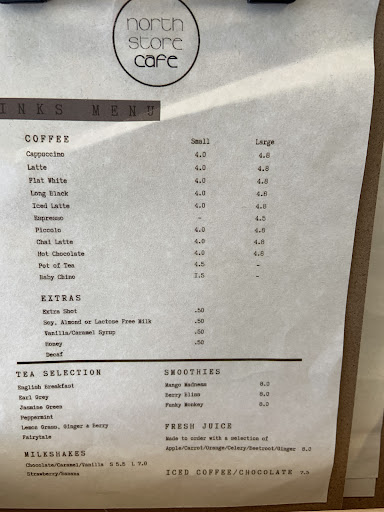 north
store
cafe
INKS MENU
COFFEE Small Large
Cappuccino 4.0 4.8
Latte 4.0 4.8
Flat White 4.0 4.8
Long Black 4.0 4.8
Iced Latte 4.0 4.8
Espresso - 4.8
Piccolo 4.0 4.8
Chai Latte 4.0 4.8
Hot Chocolate 4.0 4.8
Pot of Tea 4.5 -
Baby Chino -
EXTRAS
Extra Shot .50
Soy, Almond or Lactose Free Milk .50
Vanilla/Caramel Syrup .50
Honey .50
Decaf
TEA SELECTION
English Breakfast
Earl Grey
Jasmine Green
Peppermint
Lemon Grass, Ginger & Berry
Fairytale
MILKSHAKES
Chocolate/Caramel/Vanilla S 5.5 L 7.0
Strawberry/Banana
SMOOTHIES
Mango Madness 8.0
Berry Bliss 8.0
Funky Monkey 8.0
FRESH JUICE
Made to order with a selection of
Apple/Carrot/Orange/Celery/Beetroot/Ginger 8.0
ICED COFFEE/CHOCOLATE 7.5